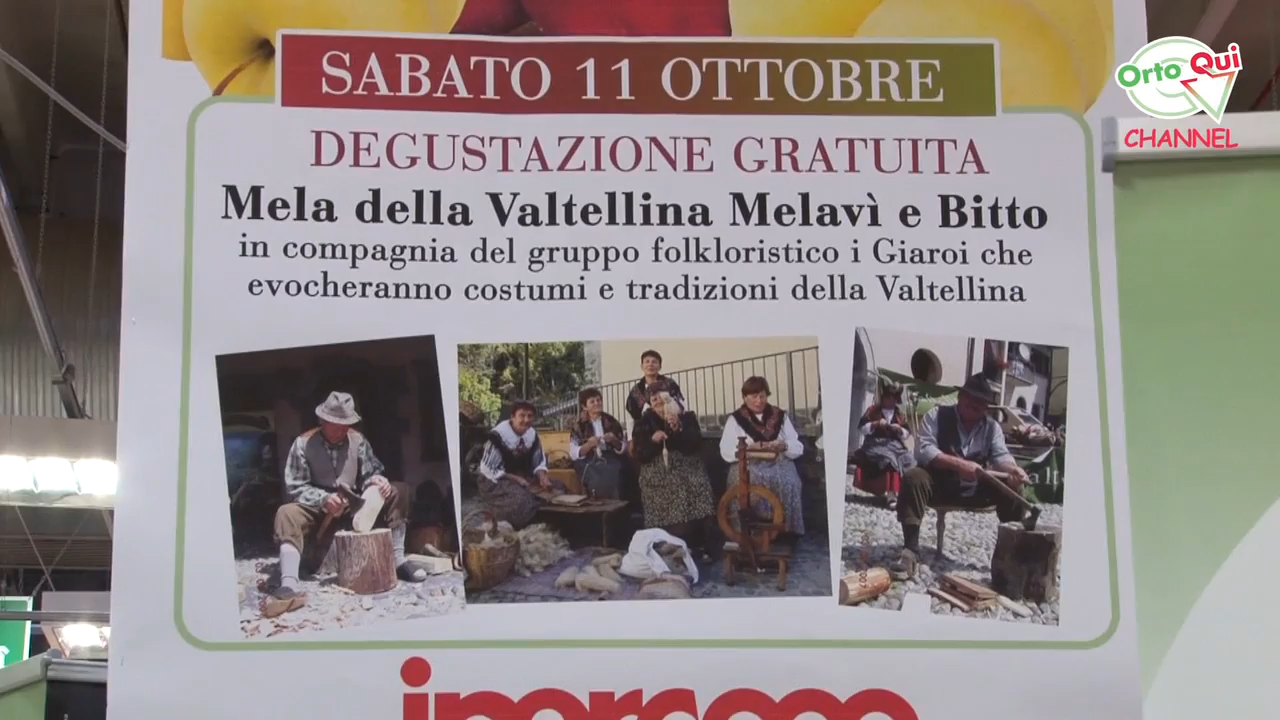 SABATO 11 OTTOBRE
DEGUSTAZIONE GRATUITA
Mela della Valtellina Melavì e Bitto
in compagnia del gruppo folkloristico i Giaroi che
evocheranno costumi e tradizioni della Valtellina
Orto Qui
CHANNEL